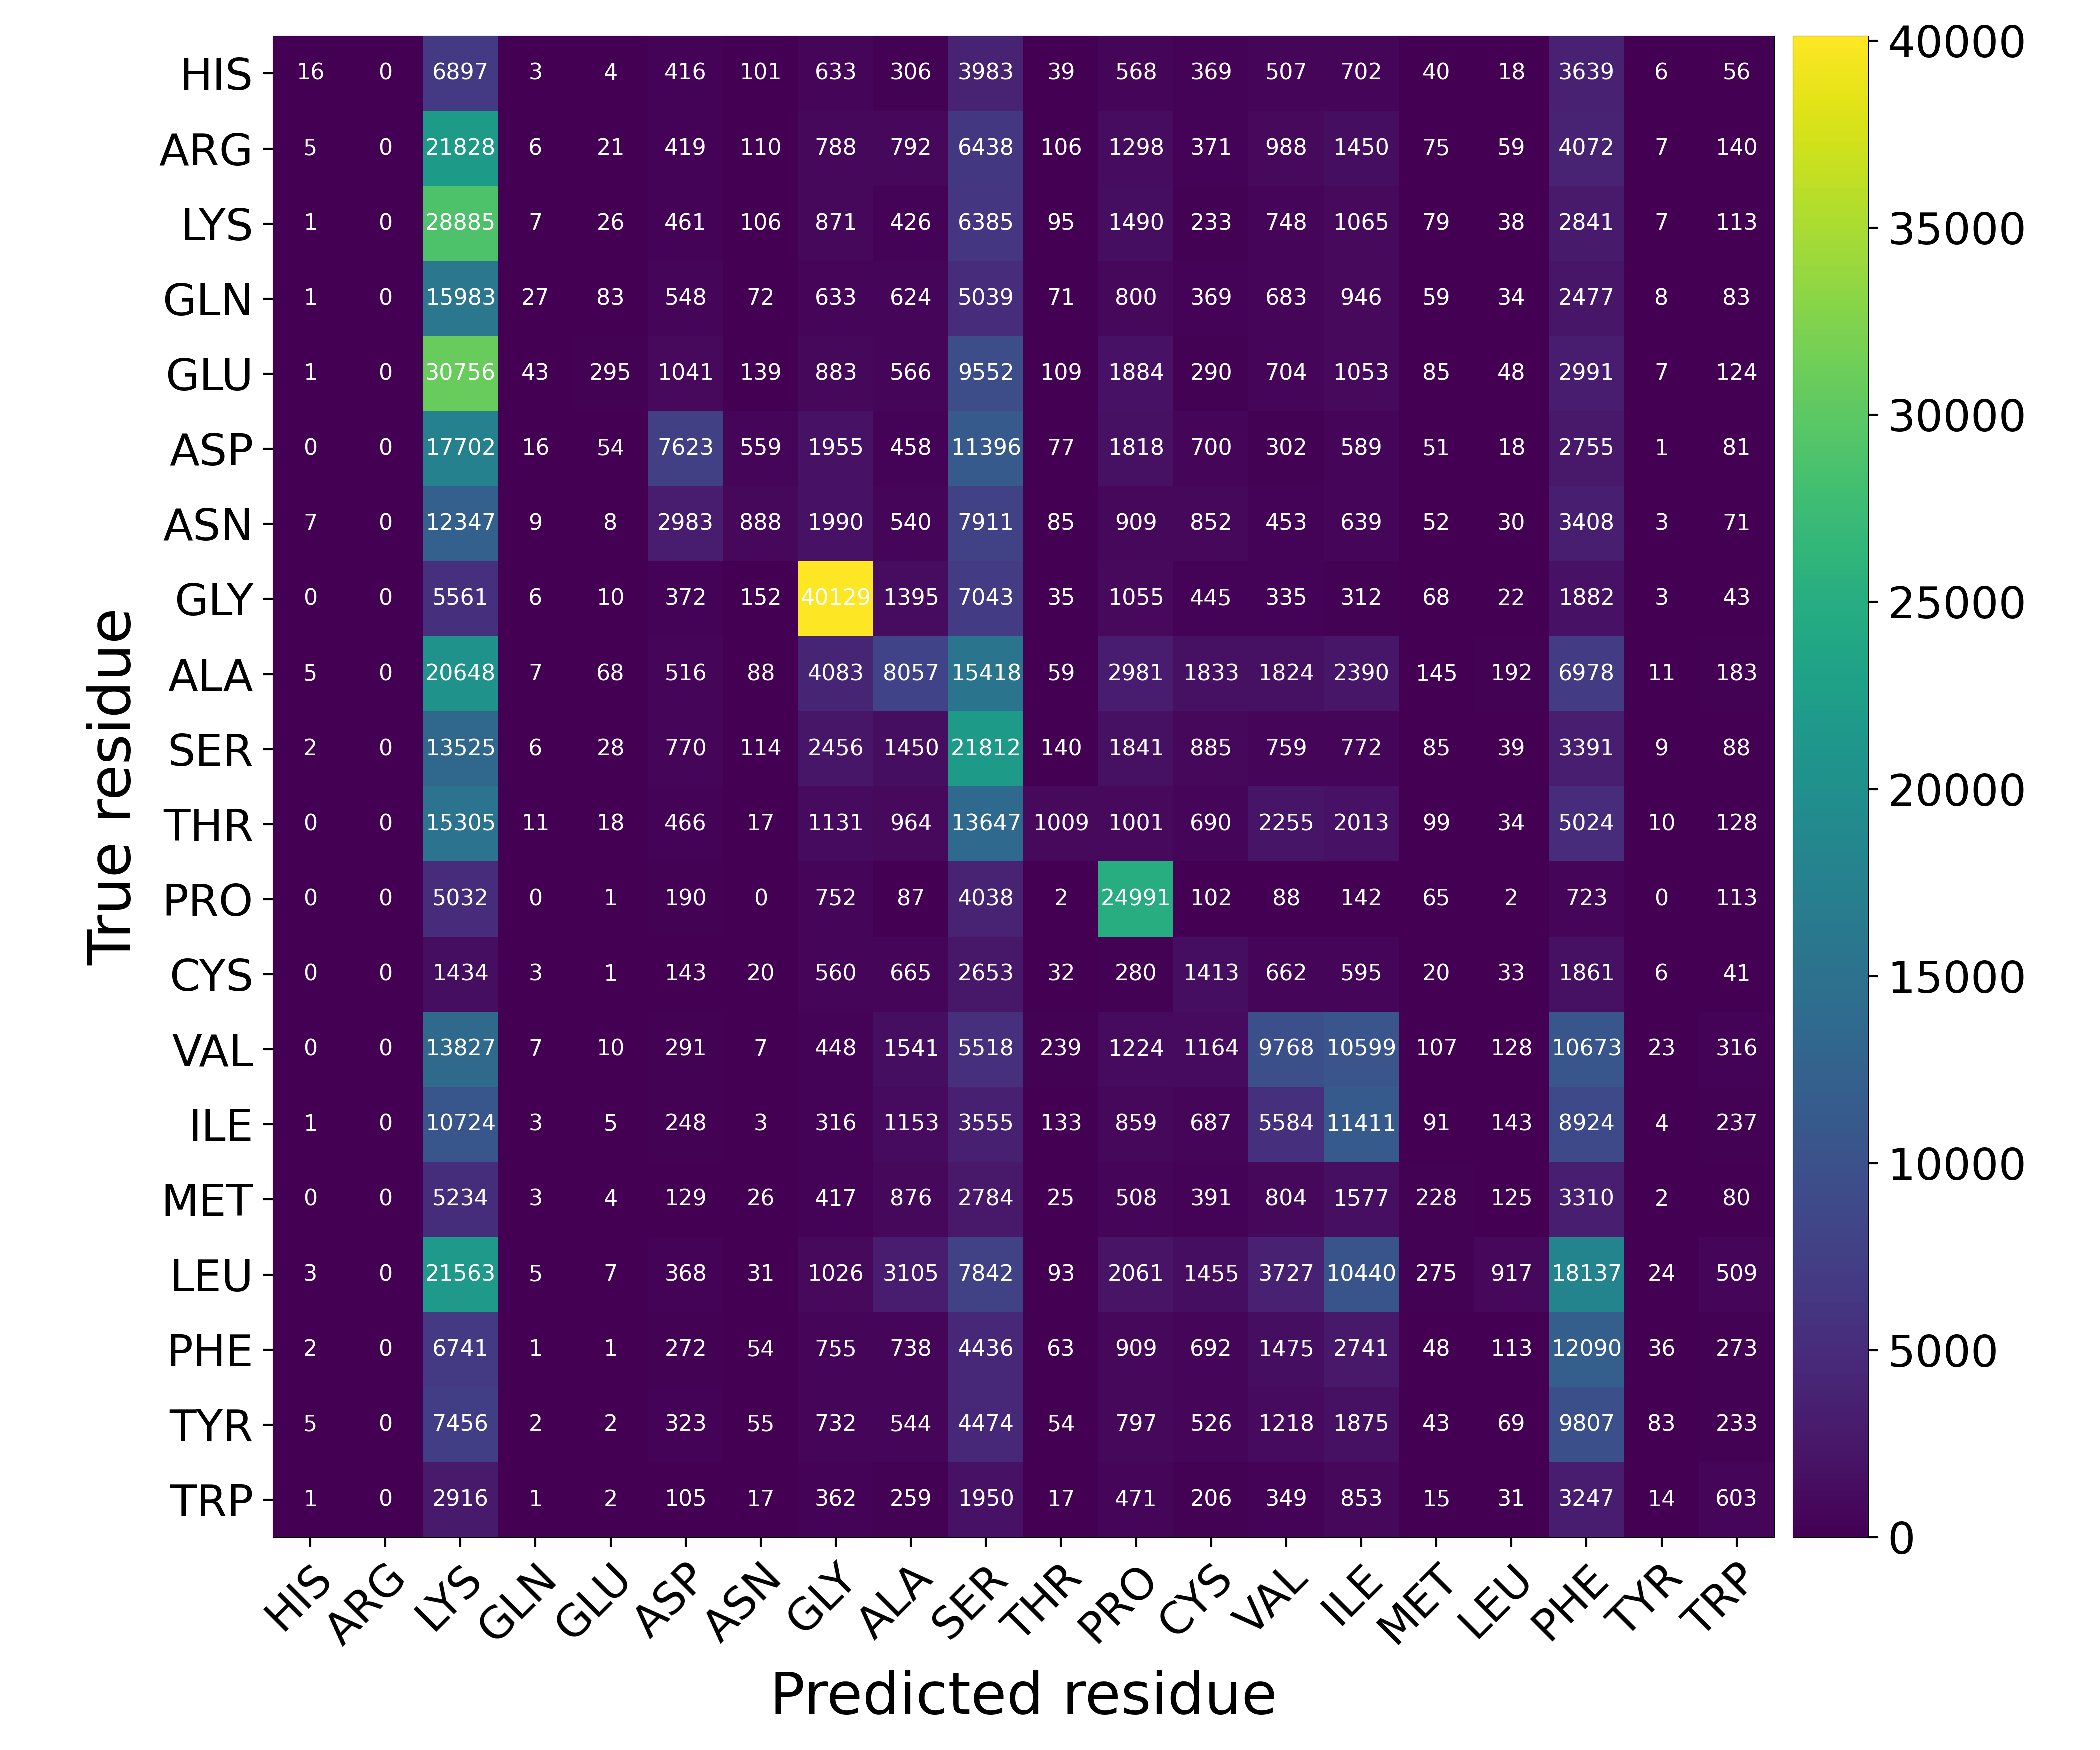 HIS 16 0 6897 3 4 416 101 633 306 3983 39 568 369 507 702 40 18 3639 6 56
ARG 5 0 21828 6 21 419 110 788 792 6438 106 1298 371 988 1450 75 59 4072 7 140
LYS 1 0 28885 7 26 461 106 871 426 6385 95 1490 233 748 1065 79 38 2841 7 113
GLN 1 0 15983 27 83 548 72 633 624 5039 71 800 369 683 946 59 34 2477 8 83
GLU 1 0 30756 43 295 1041 139 883 566 9552 109 1884 290 704 1053 85 48 2991 7 124
ASP 0 0 17702 16 54 7623 559 1955 458 11396 77 1818 700 302 589 51 18 2755 1 81
ASN 7 0 12347 9 8 2983 888 1990 540 7911 85 909 852 453 639 52 30 3408 3 71
GLY 0 0 5561 6 10 372 152 40129 1395 7043 35 1055 445 335 312 68 22 1882 3 43
ALA 5 0 20648 7 68 516 88 4083 8057 15418 59 2981 1833 1824 2390 145 192 6978 11 183
SER 2 0 13525 6 28 770 114 2456 1450 21812 140 1841 885 759 772 85 39 3391 9 88
THR 0 0 15305 11 18 466 17 1131 964 13647 1009 1001 690 2255 2013 99 34 5024 10 128
PRO 0 0 5032 0 1 190 0 752 87 4038 2 24991 102 88 142 65 2 723 0 113
CYS 0 0 1434 3 1 143 20 560 665 2653 32 280 1413 662 595 20 33 1861 6 41
VAL 0 0 13827 7 10 291 7 448 1541 5518 239 1224 1164 9768 10599 107 128 10673 23 316
ILE 1 0 10724 3 5 248 3 316 1153 3555 133 859 687 5584 11411 91 143 8924 4 237
MET 0 0 5234 3 4 129 26 417 876 2784 25 508 391 804 1577 228 125 3310 2 80
LEU 3 0 21563 5 7 368 31 1026 3105 7842 93 2061 1455 3727 10440 275 917 18137 24 509
PHE 2 0 6741 1 1 272 54 755 738 4436 63 909 692 1475 2741 48 113 12090 36 273
TYR 5 0 7456 2 2 323 55 732 544 4474 54 797 526 1218 1875 43 69 9807 83 233
TRP 1 0 2916 1 2 105 17 362 259 1950 17 471 206 349 853 15 31 3247 14 603
HIS ARG LYS GLN GLU ASP ASN GLY ALA SER THR PRO CYS VAL ILE MET LEU PHE TYR TRP
Predicted residue
True residue
40000
35000
30000
25000
20000
15000
10000
5000
0